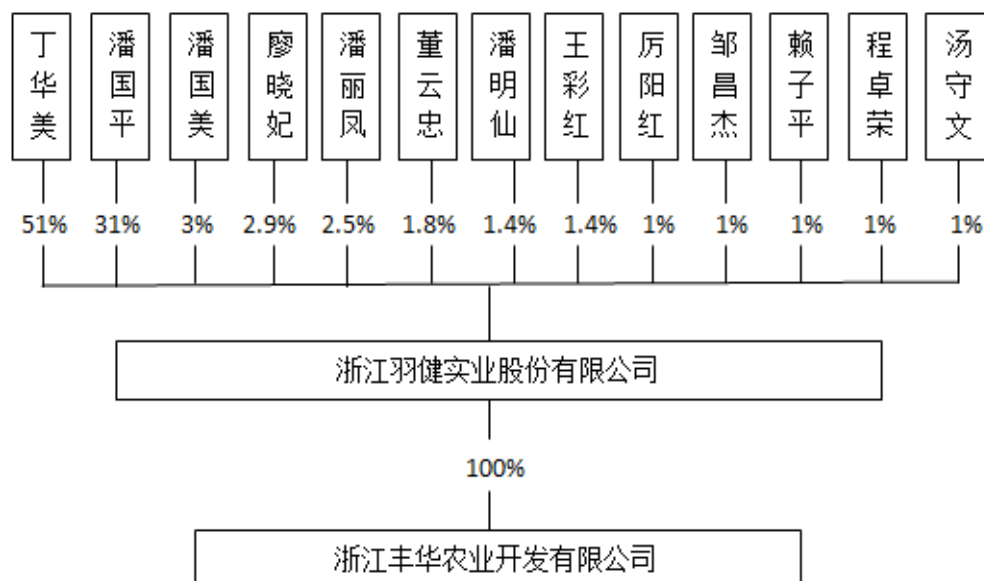 丁华美
潘国平
潘国美
廖晓妃
潘丽凤
董云忠
潘明仙
王彩红
厉阳红
邹昌杰
赖子平
程卓荣
汤守文
51% 31% 3% 2.9% 2.5% 1.8% 1.4% 1.4% 1% 1% 1% 1% 1%
浙江羽健实业股份有限公司
100%
浙江丰华农业开发有限公司